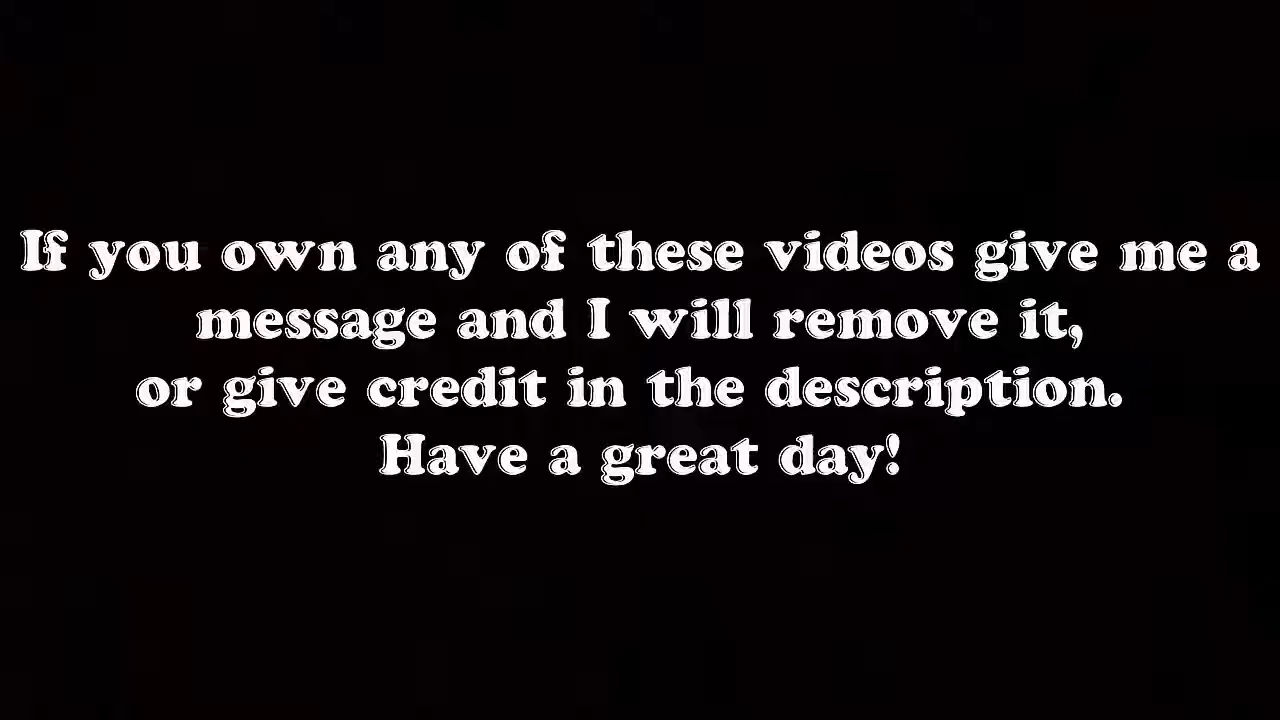 If you own any of these videos give me a
message and I will remove it,
or give credit in the description.
Have a great day!